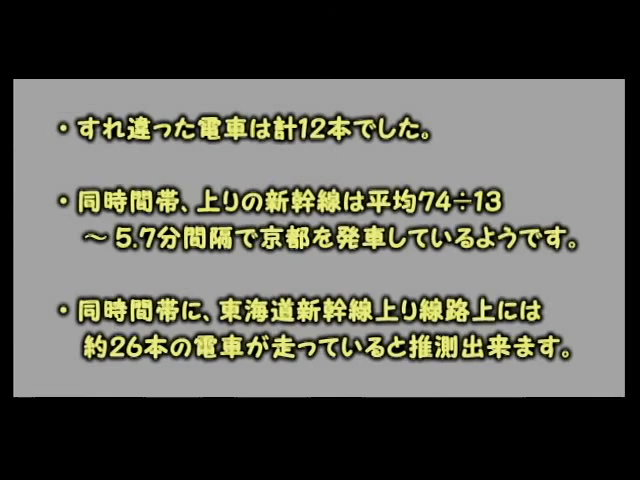 ・すれ違った電車は計12本でした。
・同時間帯、上りの新幹線は平均74÷13
～5.7分間隔で京都を発車しているようです。
・同時間帯に、東海道新幹線上り線路上には
約26本の電車が走っていると推測出来ます。